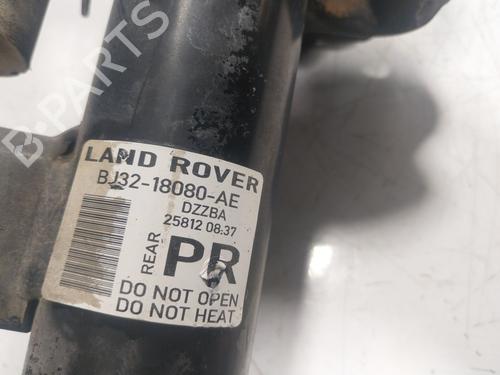 B-PARTS
LAND ROVER
BJ32-18080-AE
DZZBA
25812 08:37
REAR PR
DO NOT OPEN
DO NOT HEAT